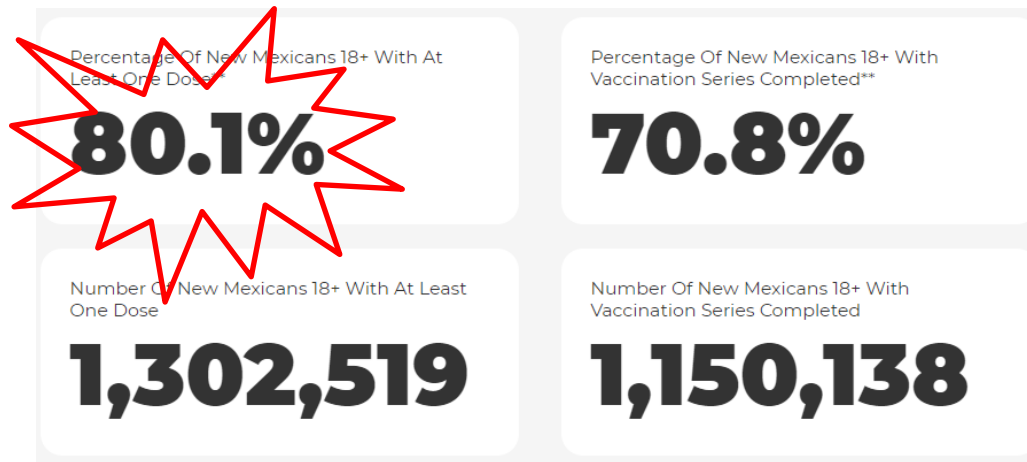 Percentage Of New Mexicans 18+ With At
Least One Dose**
80.1%
Percentage Of New Mexicans 18+ With
Vaccination Series Completed**
70.8%
Number Of New Mexicans 18+ With At Least
One Dose
1,302,519
Number Of New Mexicans 18+ With
Vaccination Series Completed
1,150,138